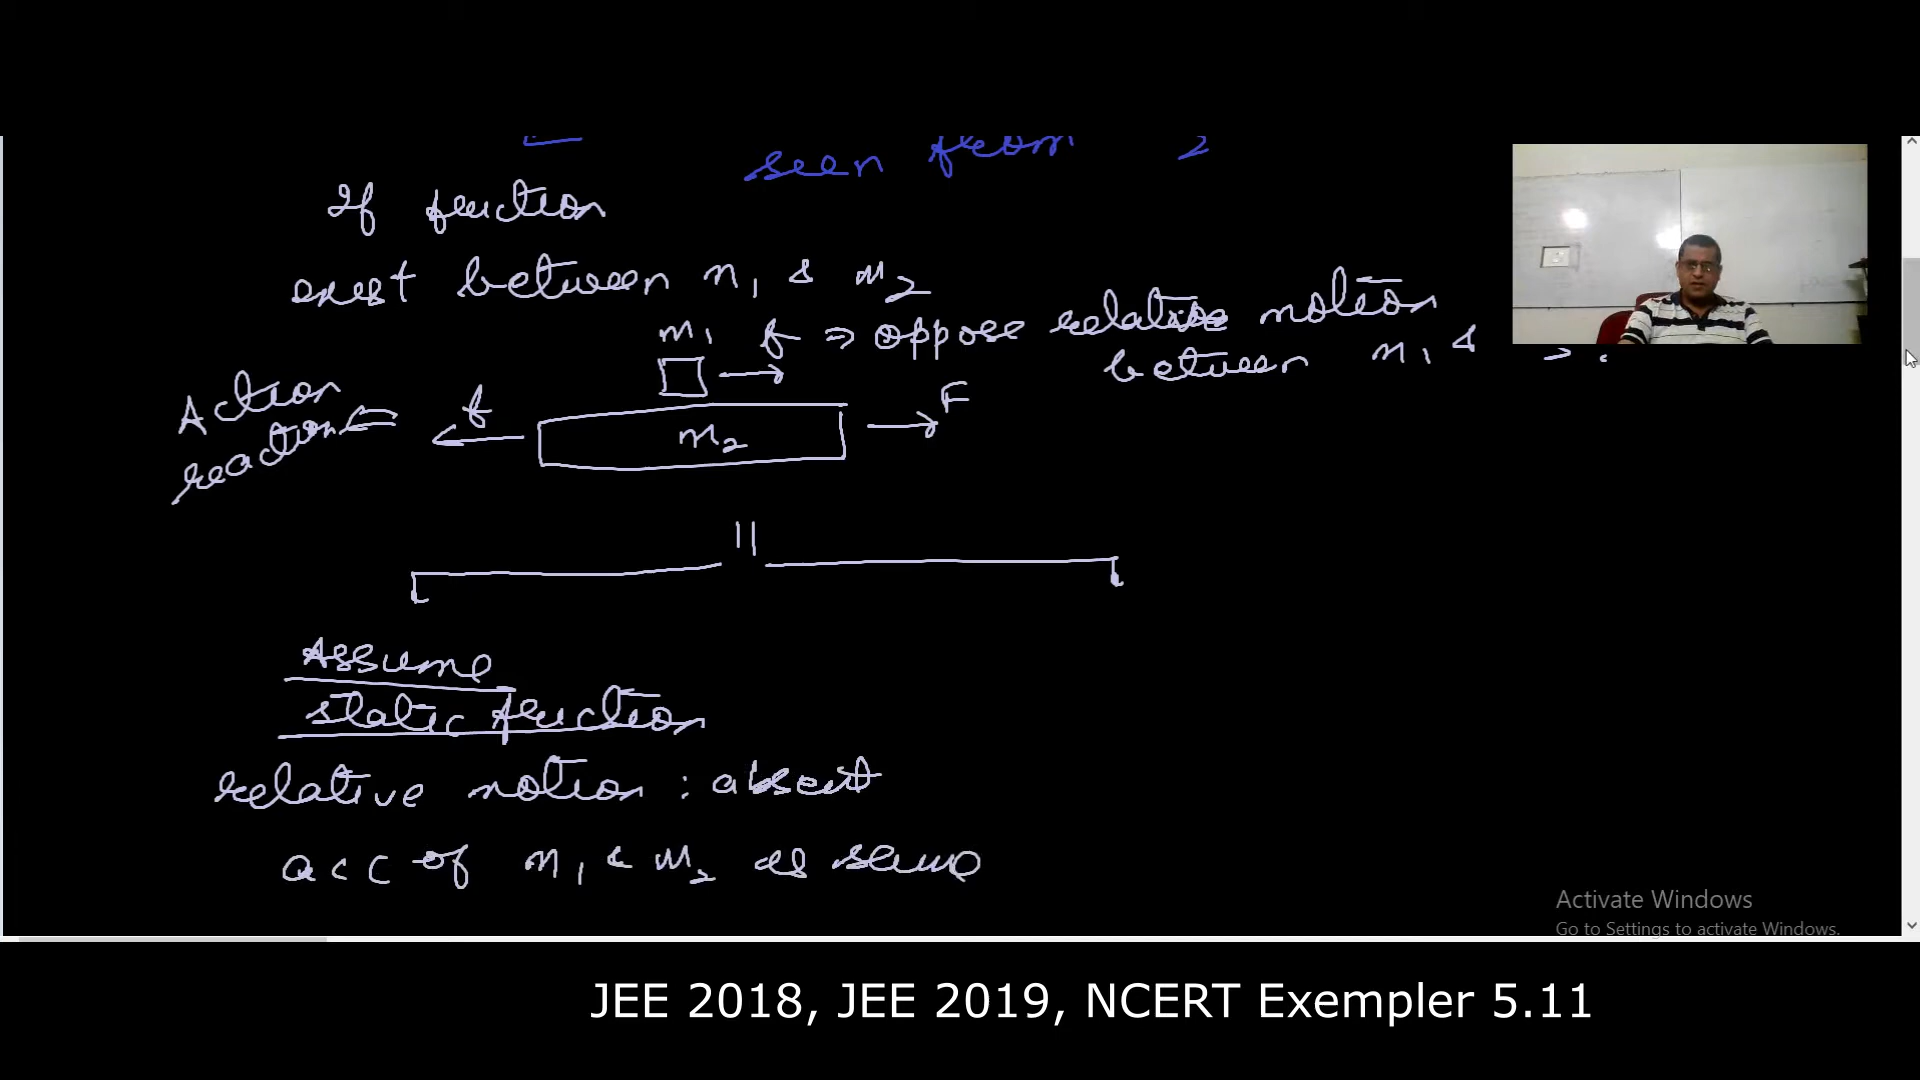 seen from 2
If friction
exist between m1 & m2
m1 f ⇒ oppose relative motion
between m1 &
Action
reaction
f
F
m2
Assume
static friction
relative motion : absent
acc of m1 & m2 is same
Activate Windows
Go to Settings to activate Windows.
JEE 2018, JEE 2019, NCERT Exempler 5.11